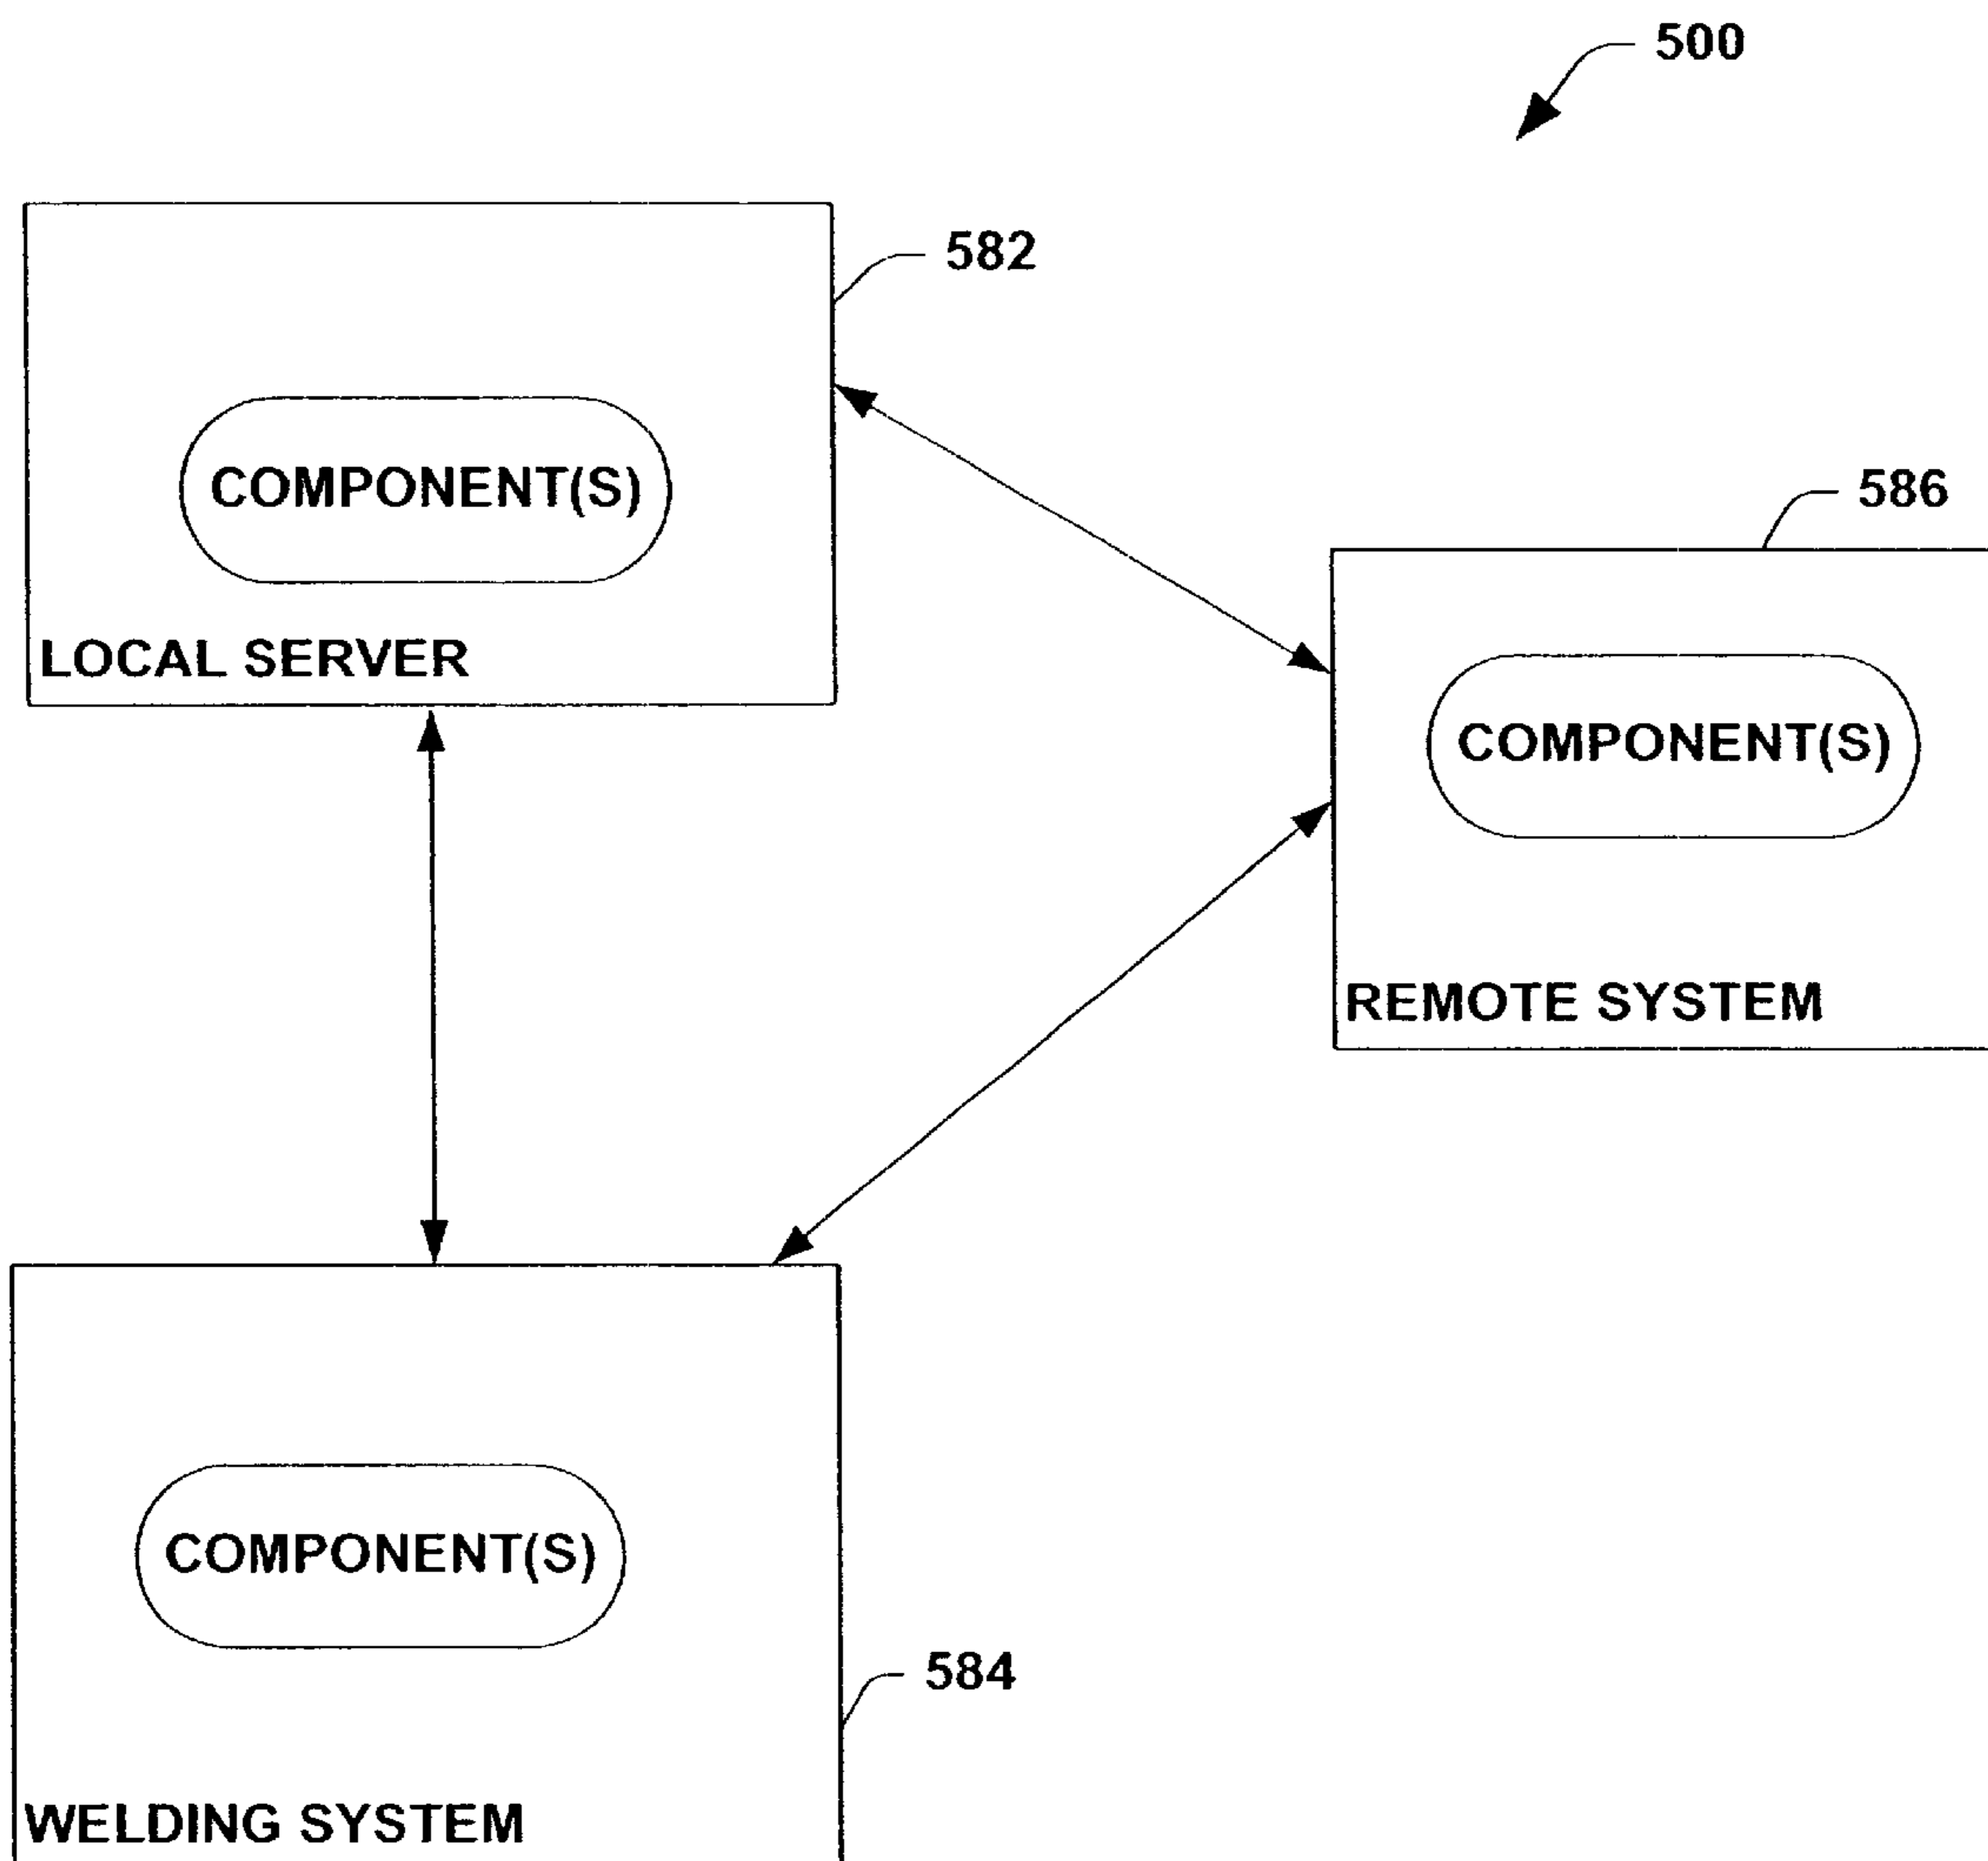 500
582
COMPONENT(S)
LOCAL SERVER
586
COMPONENT(S)
REMOTE SYSTEM
COMPONENT(S)
584
WELDING SYSTEM